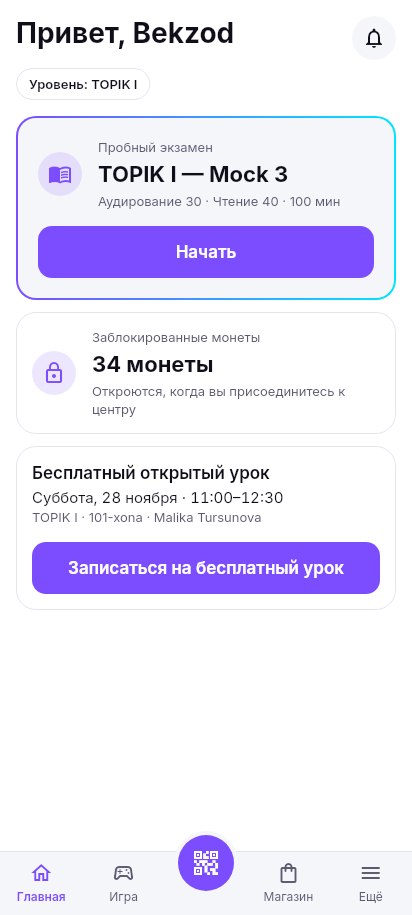 Привет, Bekzod
Уровень: TOPIK I
Пробный экзамен
TOPIK I — Mock 3
Аудирование 30 · Чтение 40 · 100 мин
Начать
Заблокированные монеты
34 монеты
Откроются, когда вы присоединитесь к
центру
Бесплатный открытый урок
Суббота, 28 ноября · 11:00–12:30
TOPIK I · 101-xona · Malika Tursunova
Записаться на бесплатный урок
Главная
Игра
Магазин
Ещё